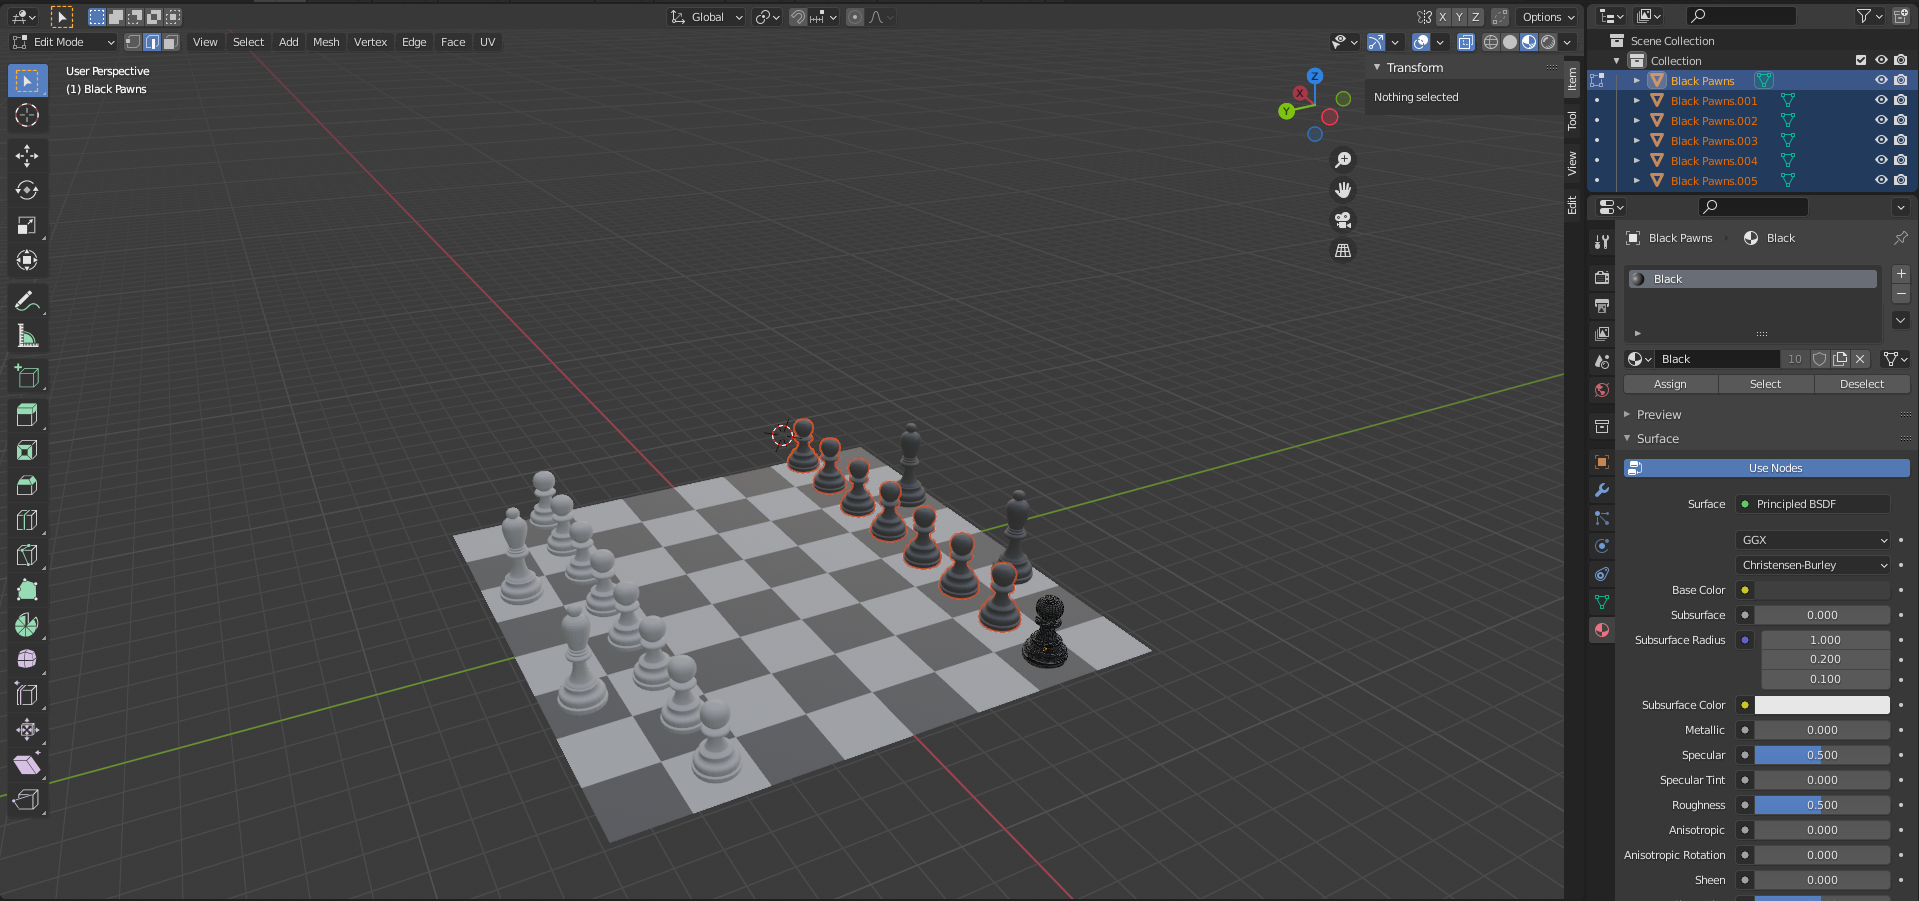 Global
X Y Z
Options
Edit Mode
View Select Add Mesh Vertex Edge Face UV
User Perspective
(1) Black Pawns
Z
X
Y
Transform
Nothing selected
Item
Tool
View
Edit
Scene Collection
Collection
Black Pawns
Black Pawns.001
Black Pawns.002
Black Pawns.003
Black Pawns.004
Black Pawns.005
Black Pawns Black
Black
Black 10
Assign Select Deselect
Preview
Surface
Use Nodes
Surface Principled BSDF
GGX
Christensen-Burley
Base Color
Subsurface 0.000
Subsurface Radius 1.000
0.200
0.100
Subsurface Color
Metallic 0.000
Specular 0.500
Specular Tint 0.000
Roughness 0.500
Anisotropic 0.000
Anisotropic Rotation 0.000
Sheen 0.000